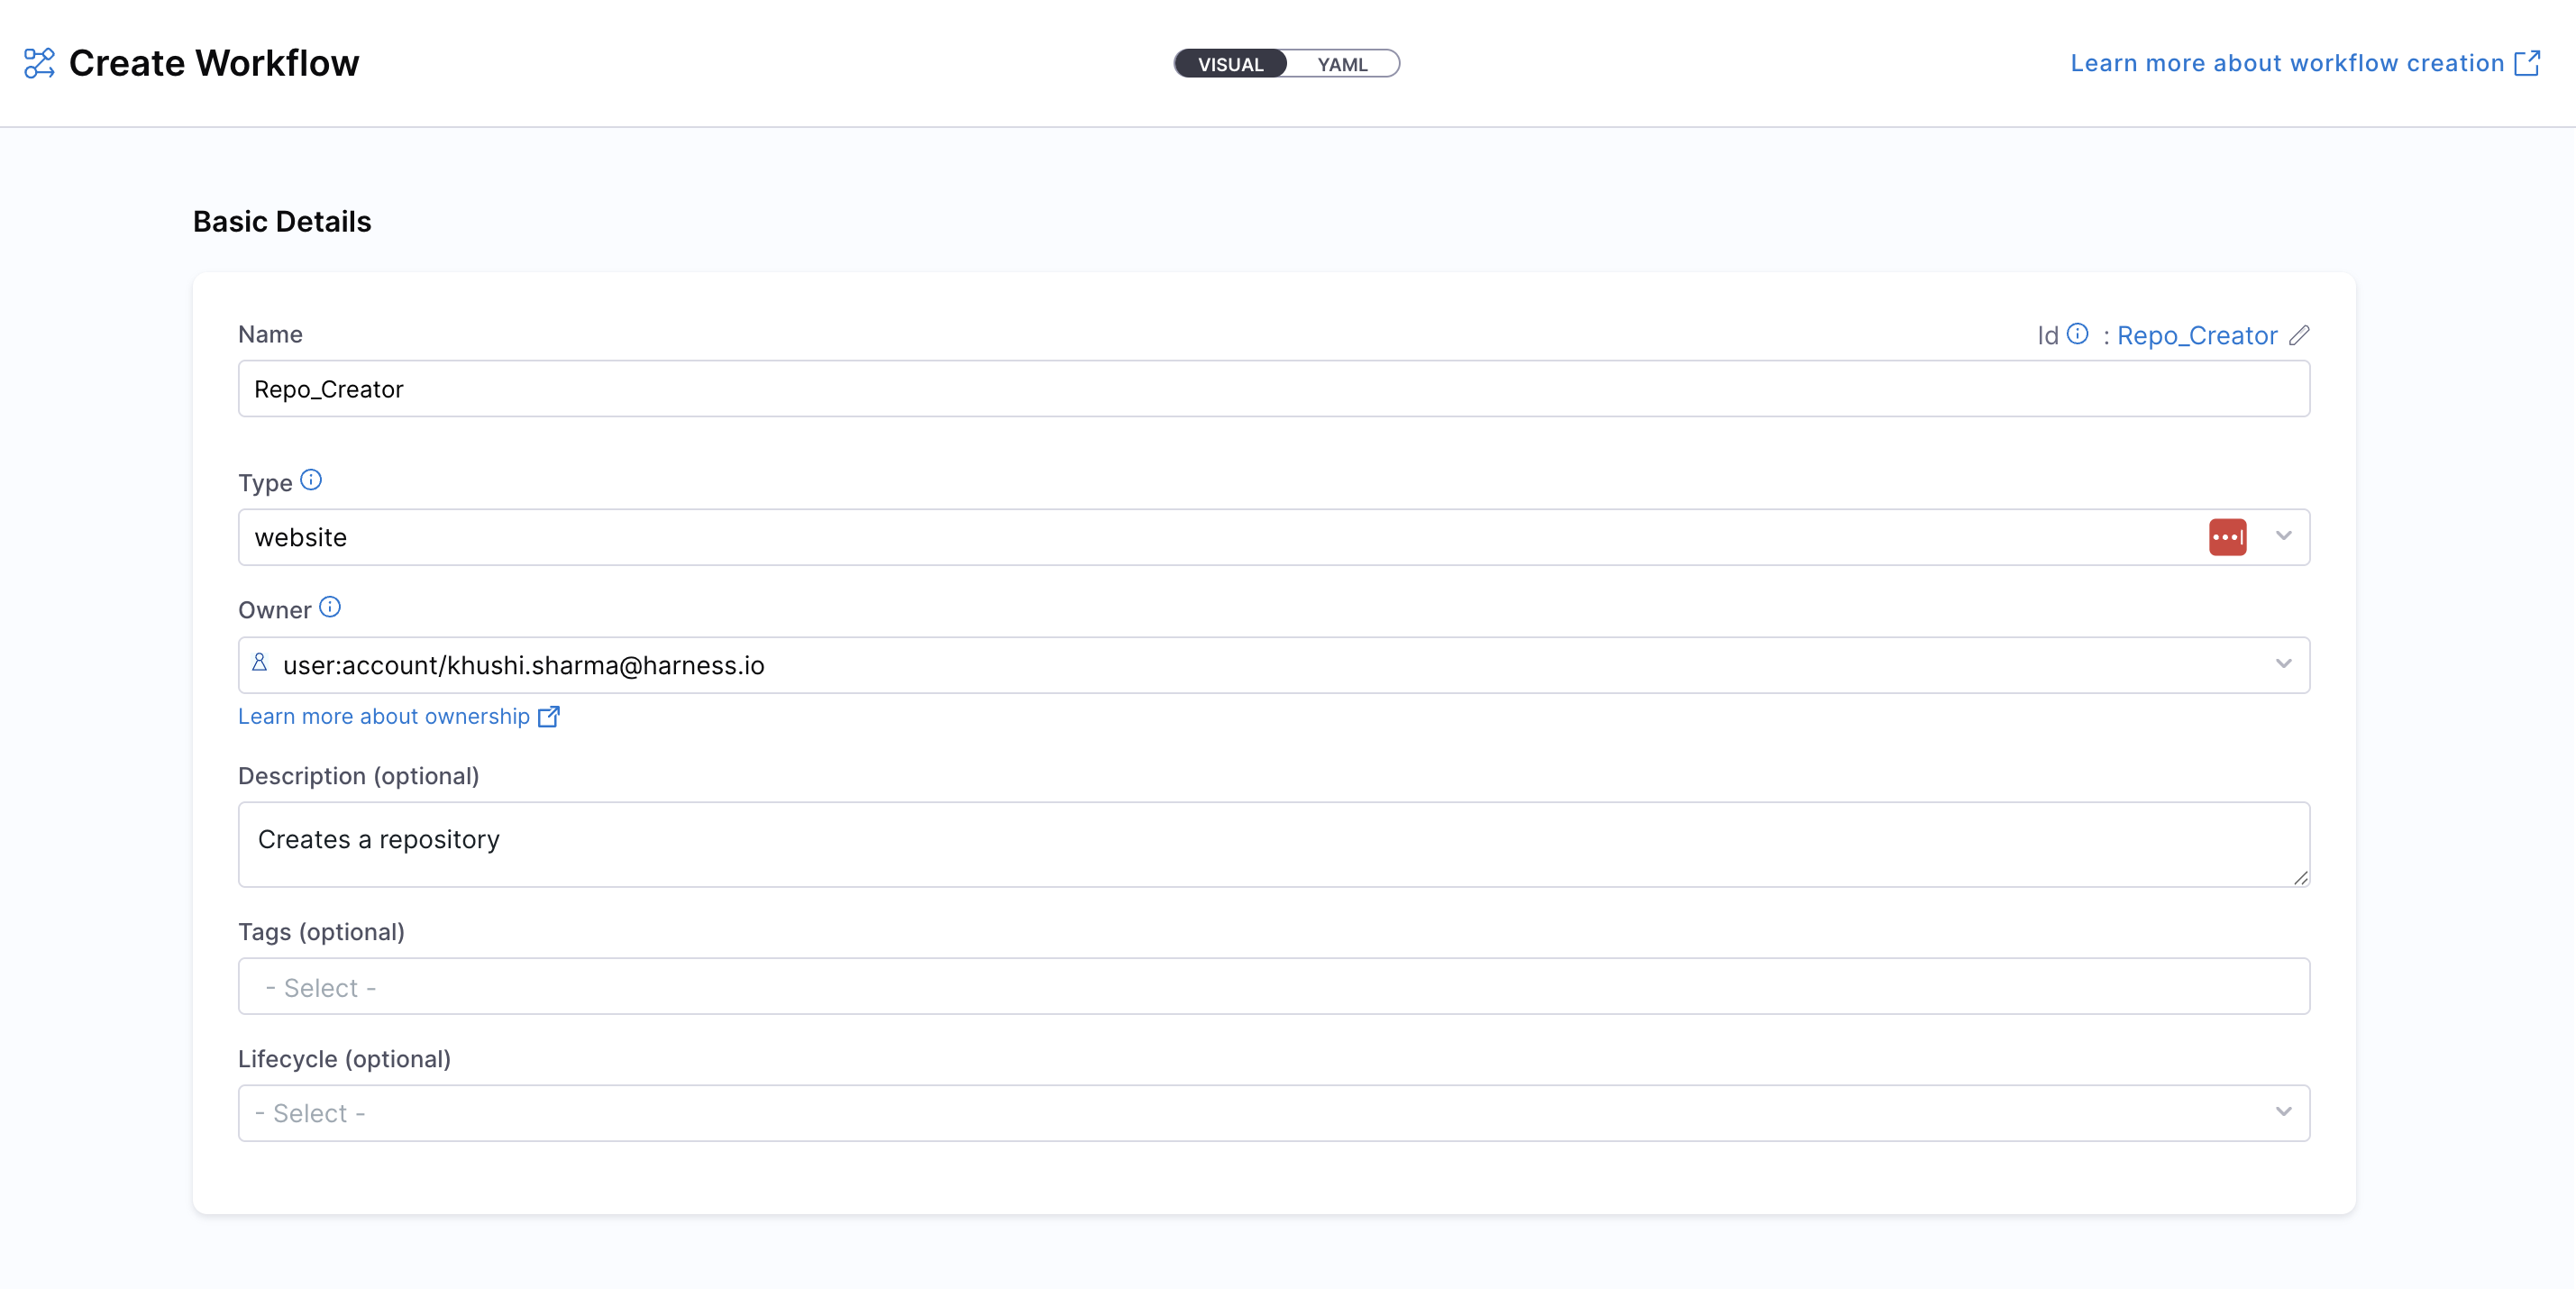 Create Workflow
VISUAL
YAML
Learn more about workflow creation
Basic Details
Name
Id : Repo_Creator
Repo_Creator
Type
website
Owner
user:account/khushi.sharma@harness.io
Learn more about ownership
Description (optional)
Creates a repository
Tags (optional)
- Select -
Lifecycle (optional)
- Select -